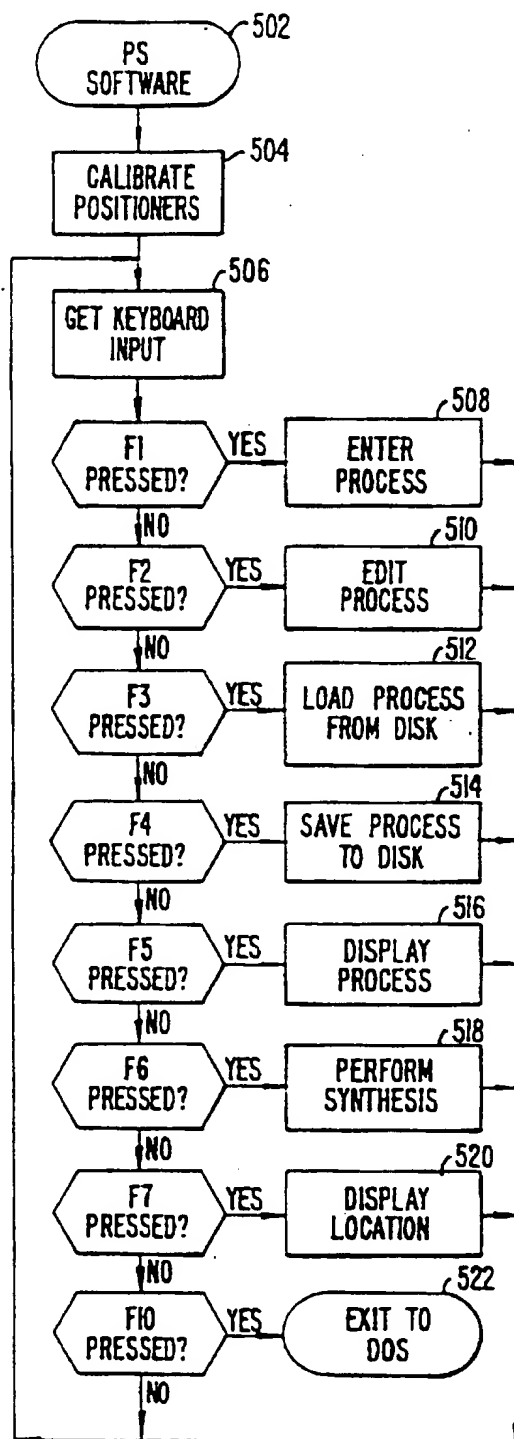 502
PS
SOFTWARE
504
CALIBRATE
POSITIONERS
506
GET KEYBOARD
INPUT
508
F1
PRESSED?
YES
ENTER
PROCESS
NO
510
F2
PRESSED?
YES
EDIT
PROCESS
NO
512
F3
PRESSED?
YES
LOAD PROCESS
FROM DISK
NO
514
F4
PRESSED?
YES
SAVE PROCESS
TO DISK
NO
516
F5
PRESSED?
YES
DISPLAY
PROCESS
NO
518
F6
PRESSED?
YES
PERFORM
SYNTHESIS
NO
520
F7
PRESSED?
YES
DISPLAY
LOCATION
NO
522
F10
PRESSED?
YES
EXIT TO
DOS
NO